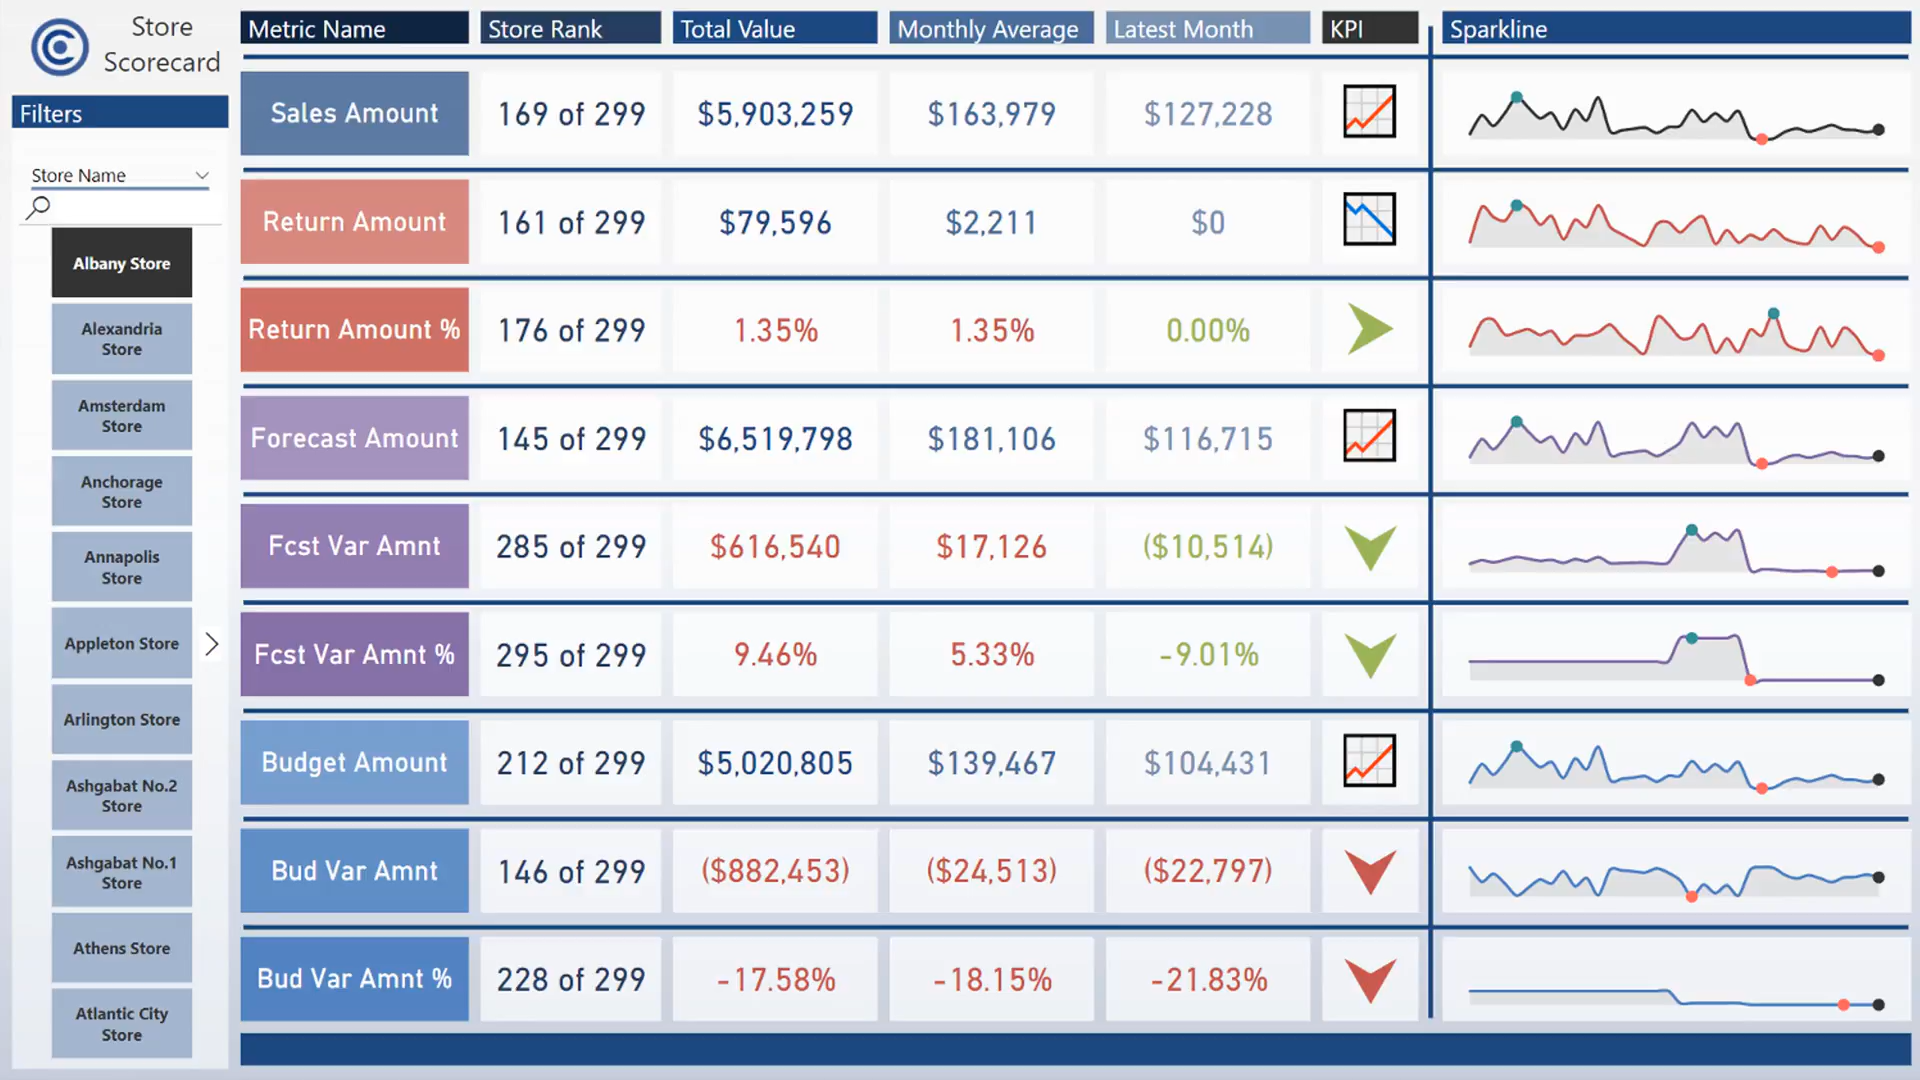 Store
Scorecard
Filters
Store Name
Albany Store
Alexandria
Store
Amsterdam
Store
Anchorage
Store
Annapolis
Store
Appleton Store
Arlington Store
Ashgabat No.2
Store
Ashgabat No.1
Store
Athens Store
Atlantic City
Store
Metric Name Store Rank Total Value Monthly Average Latest Month KPI Sparkline
Sales Amount 169 of 299 $5,903,259 $163,979 $127,228
Return Amount 161 of 299 $79,596 $2,211 $0
Return Amount % 176 of 299 1.35% 1.35% 0.00%
Forecast Amount 145 of 299 $6,519,798 $181,106 $116,715
Fcst Var Amnt 285 of 299 $616,540 $17,126 ($10,514)
Fcst Var Amnt % 295 of 299 9.46% 5.33% -9.01%
Budget Amount 212 of 299 $5,020,805 $139,467 $104,431
Bud Var Amnt 146 of 299 ($882,453) ($24,513) ($22,797)
Bud Var Amnt % 228 of 299 -17.58% -18.15% -21.83%